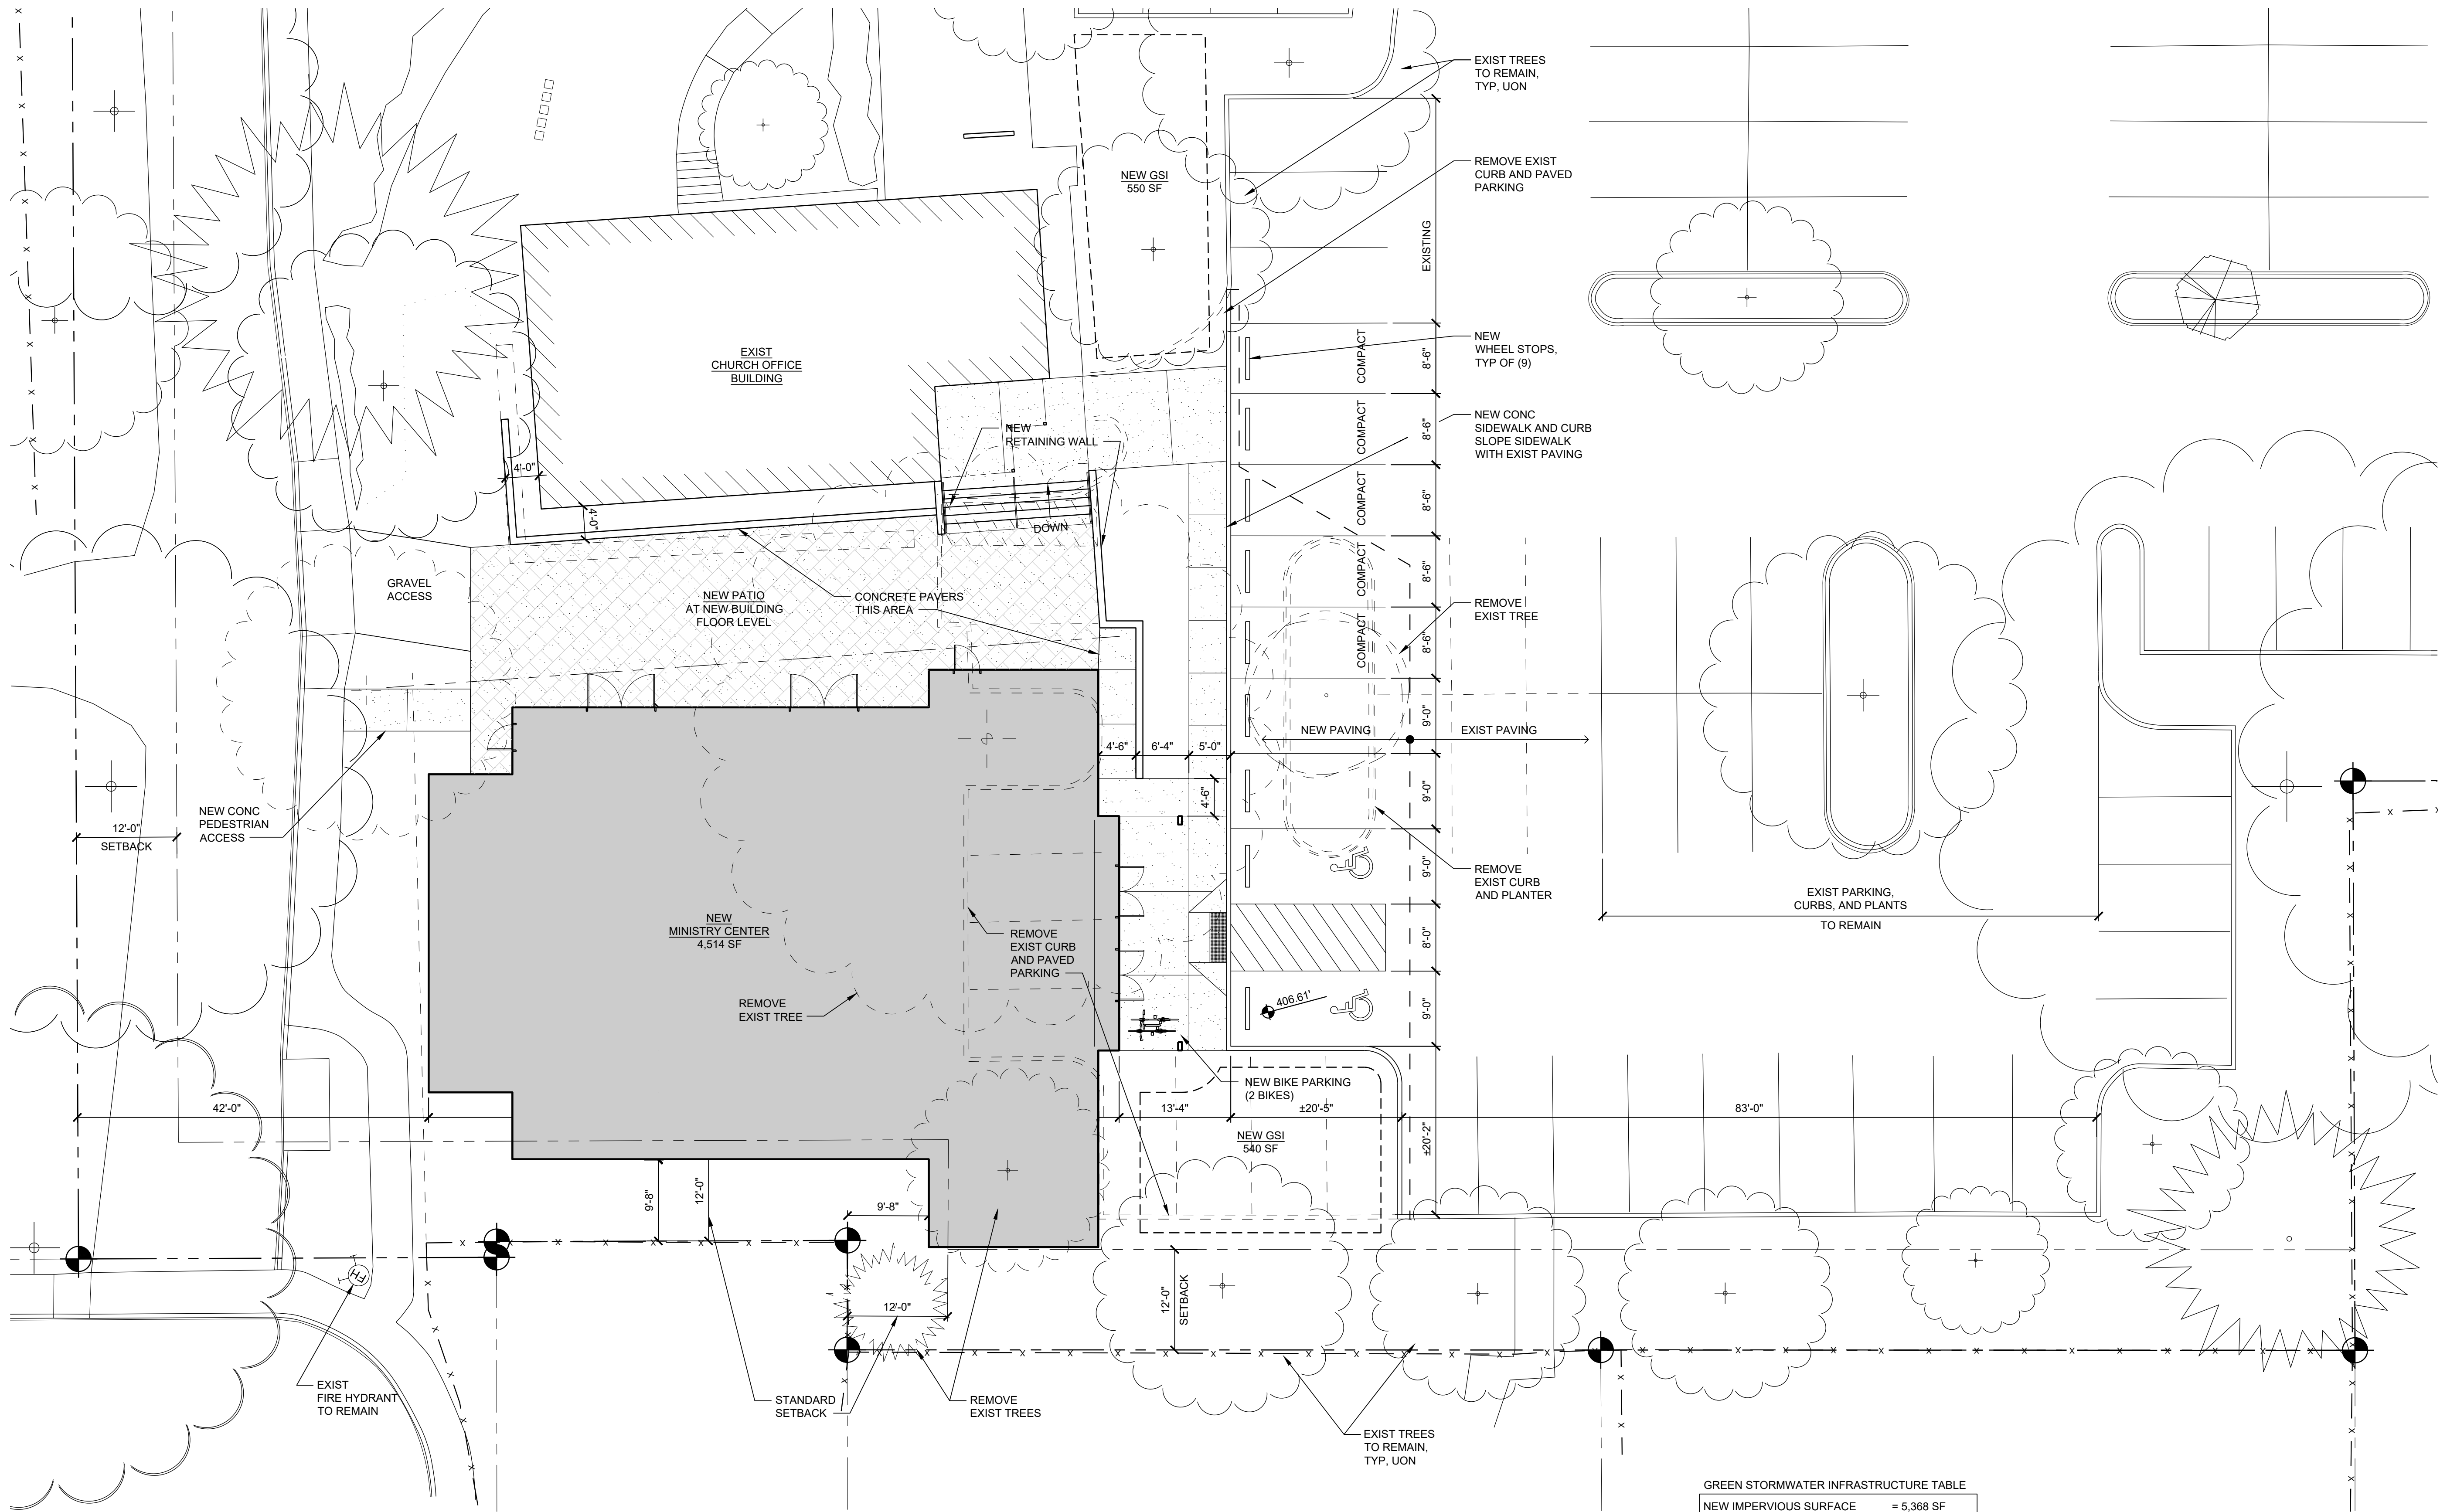 EXIST TREES
TO REMAIN,
TYP, UON
REMOVE EXIST
CURB AND PAVED
PARKING
NEW GSI
550 SF
EXISTING
EXIST
CHURCH OFFICE
BUILDING
NEW
WHEEL STOPS,
TYP OF (9)
COMPACT
8'-6"
COMPACT
8'-6"
COMPACT
8'-6"
COMPACT
8'-6"
COMPACT
8'-6"
NEW CONC
SIDEWALK AND CURB
SLOPE SIDEWALK
WITH EXIST PAVING
NEW
RETAINING WALL
4'-0"
4'-0"
DOWN
GRAVEL
ACCESS
NEW PATIO
AT NEW BUILDING
FLOOR LEVEL
CONCRETE PAVERS
THIS AREA
REMOVE
EXIST TREE
9'-0"
NEW PAVING
EXIST PAVING
4'-6"
6'-4"
5'-0"
4'-6"
9'-0"
NEW CONC
PEDESTRIAN
ACCESS
12'-0"
SETBACK
9'-0"
REMOVE
EXIST CURB
AND PLANTER
EXIST PARKING,
CURBS, AND PLANTS
TO REMAIN
NEW
MINISTRY CENTER
4,514 SF
REMOVE
EXIST CURB
AND PAVED
PARKING
8'-0"
REMOVE
EXIST TREE
406.61'
9'-0"
NEW BIKE PARKING
(2 BIKES)
42'-0"
13'-4"
±20'-5"
83'-0"
NEW GSI
540 SF
±20'-2"
9'-8"
12'-0"
9'-8"
12'-0"
12'-0"
SETBACK
FH
EXIST
FIRE HYDRANT
TO REMAIN
STANDARD
SETBACK
REMOVE
EXIST TREES
EXIST TREES
TO REMAIN,
TYP, UON
GREEN STORMWATER INFRASTRUCTURE TABLE
NEW IMPERVIOUS SURFACE = 5,368 SF